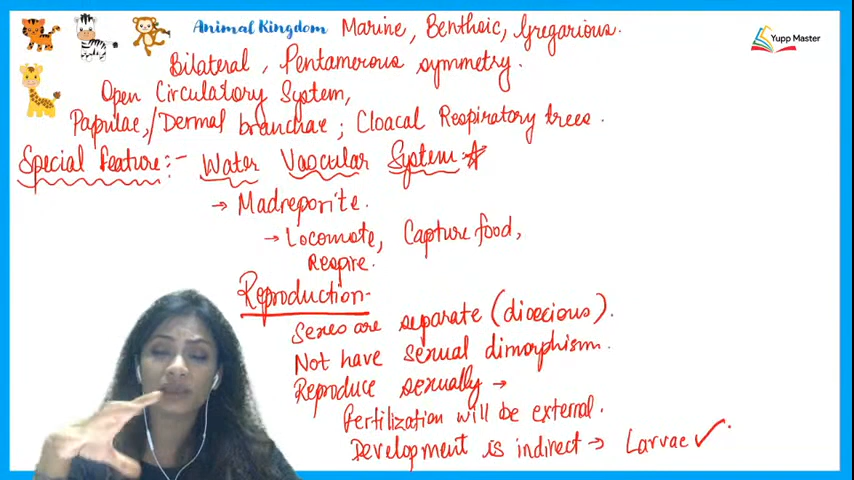 Animal Kingdom Marine, Benthoic, Gregarious.
Yupp Master
Bilateral, Pentamerous symmetry.
Open Circulatory System,
Papulae,/Dermal branchae ; Cloacal Respiratory trees.
Special Feature:- Water Vascular System
→ Madreporite.
→ Locomote, Capture food,
Respire.
Reproduction-
Sexes are separate (dioecious).
Not have sexual dimorphism.
Reproduce sexually →
Fertilization will be external.
Development is indirect → Larvae ✓